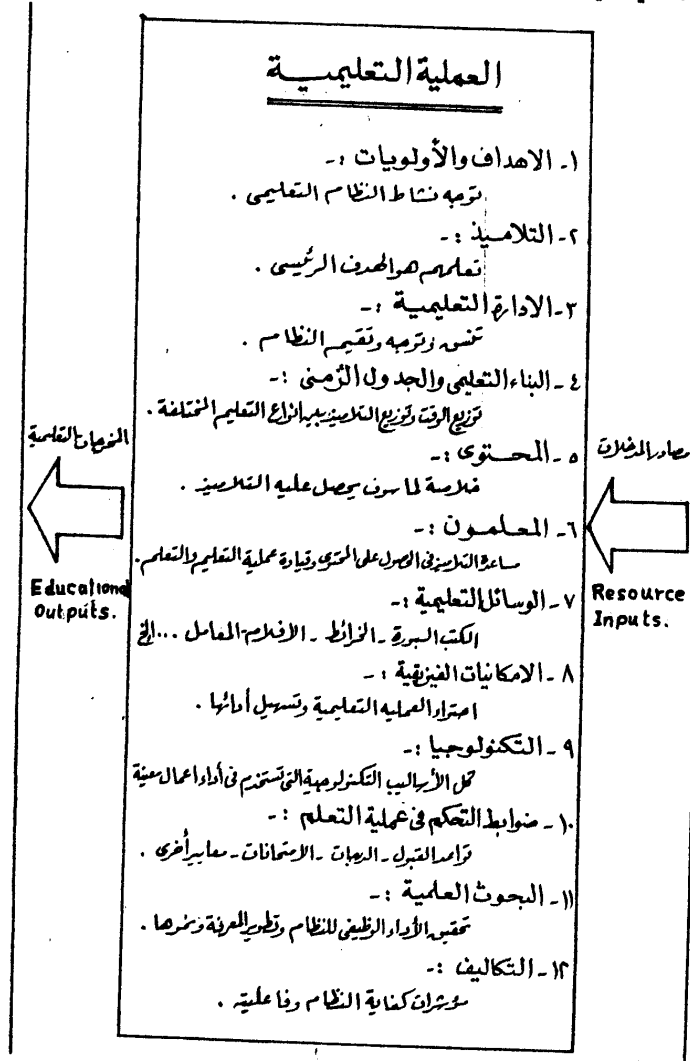 العملية التعليمية
١- الاهداف والأولويات :-
توجه نشاط النظام التعليمى .
٢- التلاميذ :-
تعلمهم هو الهدف الرئيسى .
٣- الادارة التعليمية :-
تنسق وتوجه وتقيم النظام .
٤- البناء التعليمى والجدول الزمنى :-
توزيع الوقت وتوزيع التلاميذ بين انواع التعليم المختلفة .
٥- المحتوى :-
خلاصة لما سوف يحصل عليه التلاميذ .
٦- المعلمون :-
مساعدة التلاميذ فى الحصول على المحتوى وقيادة عملية التعليم والتعلم .
٧- الوسائل التعليمية :-
الكتب السبورة - الخرائط - الأفلام - المعامل ... الخ
٨- الامكانيات الفيزيقية :-
احتواء العمليه التعليمية وتسهيل أدائها .
٩- التكنولوجيا :-
كل الأساليب التكنولوجية التى تستخدم فى أداء اعمال معينة
١٠- ضوابط التحكم فى عملية التعلم :-
قواعد القبول - الدرجات - الامتحانات - معايير أخرى .
١١- البحوث العلمية :-
تحقيق الأداء الوظيفى للنظام وتطوير المعرفة ونموها .
١٢- التكاليف :-
مؤشرات كفاية النظام وفاعليته .
مصادر المدخلات
Resource
Inputs.
المخرجات التعليمية
Educational
Outputs.